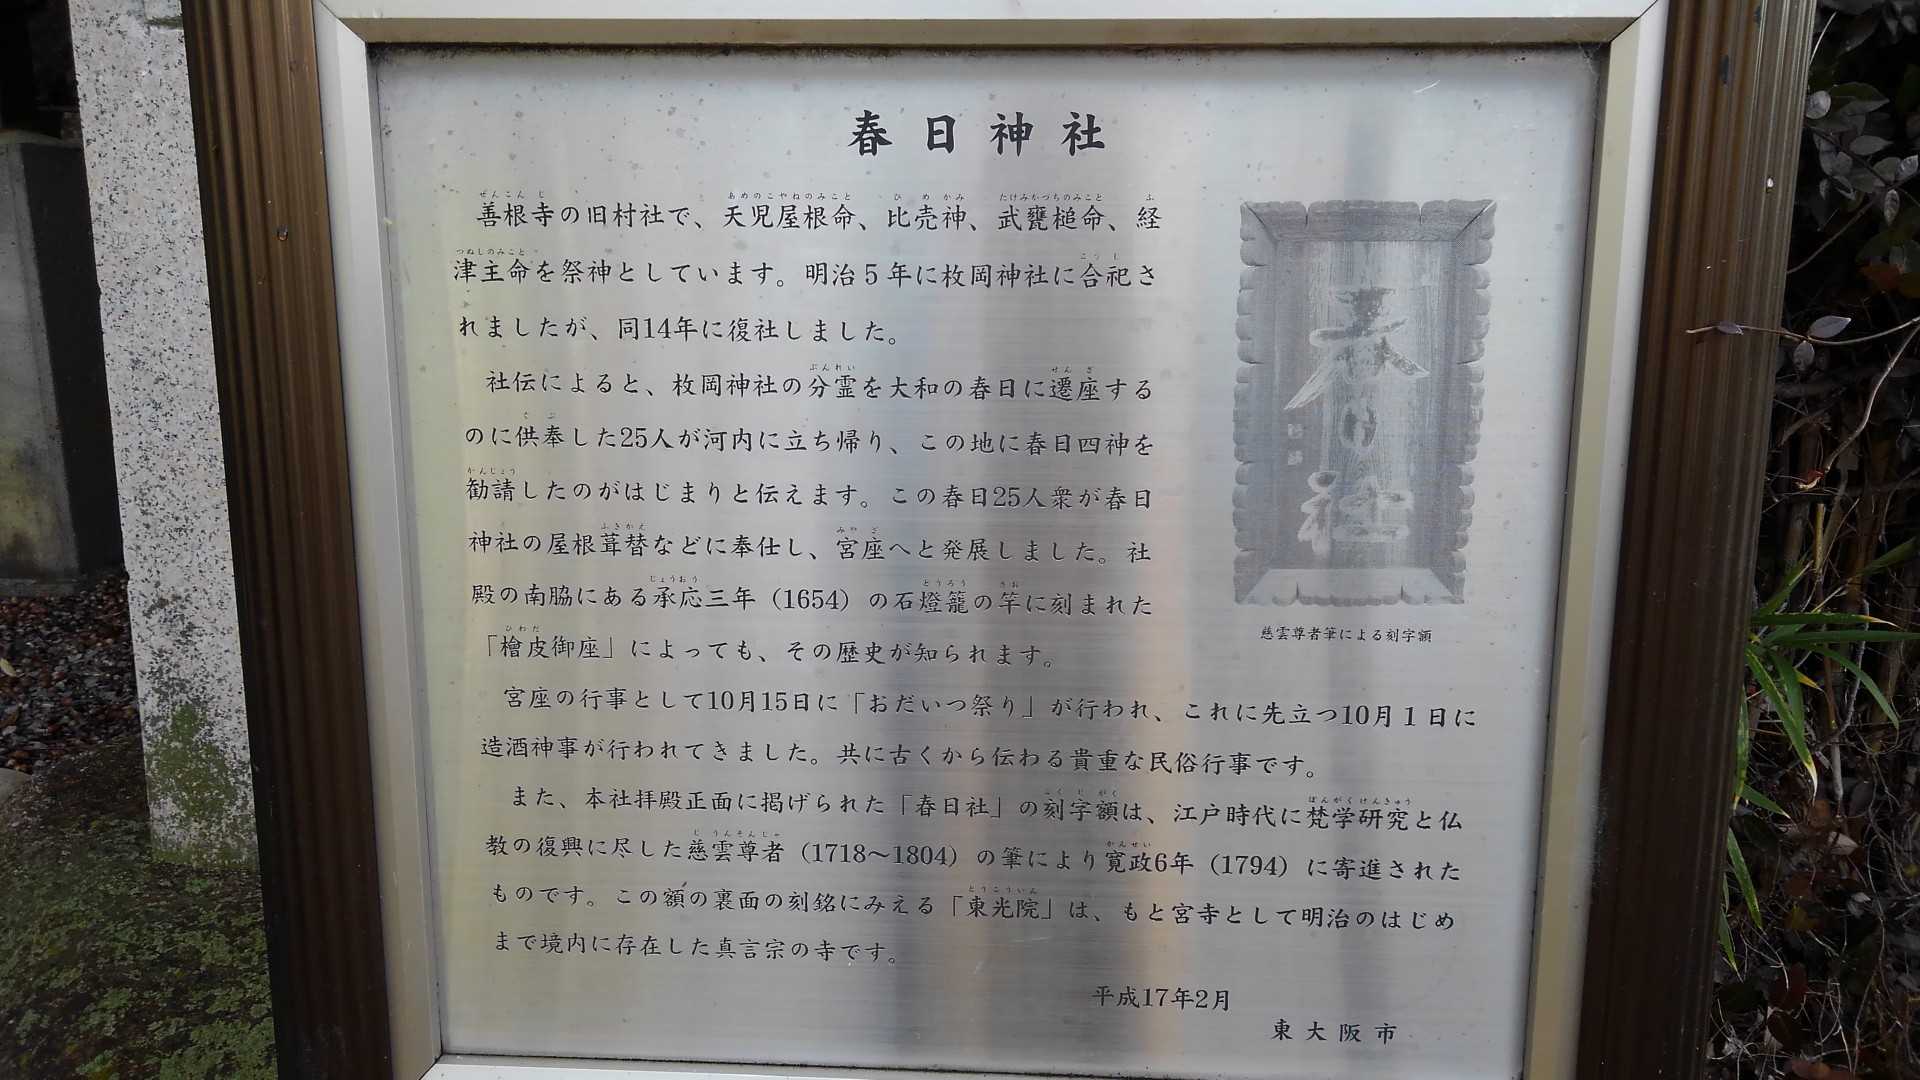 春日神社
善根寺の旧村社で、天児屋根命、比売神、武甕槌命、経
津主命を祭神としています。明治５年に枚岡神社に合祀さ
れましたが、同14年に復社しました。
社伝によると、枚岡神社の分霊を大和の春日に遷座する
のに供奉した25人が河内に立ち帰り、この地に春日四神を
勧請したのがはじまりと伝えます。この春日25人衆が春日
神社の屋根葺替などに奉仕し、宮座へと発展しました。社
殿の南脇にある承応三年（1654）の石燈籠の竿に刻まれた
「檜皮御座」によっても、その歴史が知られます。
宮座の行事として10月15日に「おだいつ祭り」が行われ、これに先立つ10月１日に
造酒神事が行われてきました。共に古くから伝わる貴重な民俗行事です。
また、本社拝殿正面に掲げられた「春日社」の刻字額は、江戸時代に梵学研究と仏
教の復興に尽した慈雲尊者（1718～1804）の筆により寛政6年（1794）に寄進された
ものです。この額の裏面の刻銘にみえる「東光院」は、もと宮寺として明治のはじめ
まで境内に存在した真言宗の寺です。
春日社
慈雲尊者筆による刻字額
平成17年2月
東大阪市